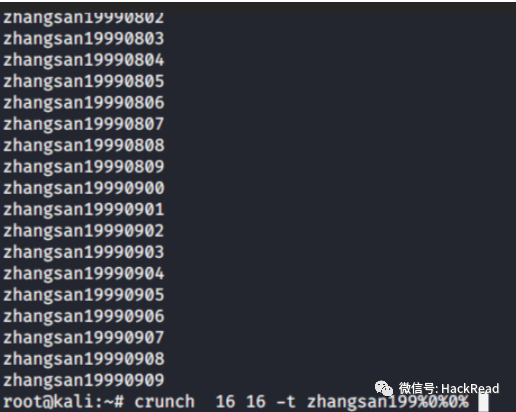 zhangsan19990802
zhangsan19990803
zhangsan19990804
zhangsan19990805
zhangsan19990806
zhangsan19990807
zhangsan19990808
zhangsan19990809
zhangsan19990900
zhangsan19990901
zhangsan19990902
zhangsan19990903
zhangsan19990904
zhangsan19990905
zhangsan19990906
zhangsan19990907
zhangsan19990908
zhangsan19990909
root@kali:~# crunch  16 16 -t zhangsan199%0%0%
微信号: HackRead